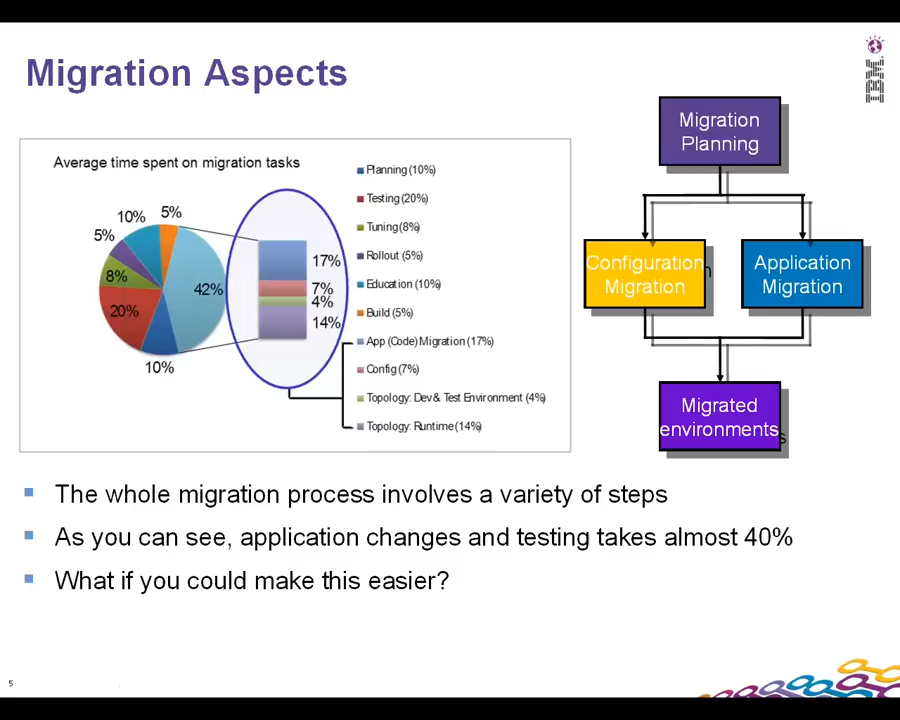 Migration Aspects
IBM
Average time spent on migration tasks
5%
10%
5%
8%
20%
10%
42%
17%
7%
4%
14%
Planning (10%)
Testing (20%)
Tuning (8%)
Rollout (5%)
Education (10%)
Build (5%)
App (Code) Migration (17%)
Config (7%)
Topology: Dev & Test Environment (4%)
Topology: Runtime (14%)
Migration
Planning
Configuration
Migration
Application
Migration
Migrated
environments
The whole migration process involves a variety of steps
As you can see, application changes and testing takes almost 40%
What if you could make this easier?
5